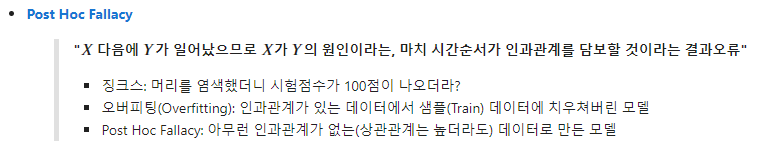 Post Hoc Fallacy
"X 다음에 Y가 일어났으므로 X가 Y의 원인이라는, 마치 시간순서가 인과관계를 담보할 것이라는 결과오류"
징크스: 머리를 염색했더니 시험점수가 100점이 나오더라?
오버피팅(Overfitting): 인과관계가 있는 데이터에서 샘플(Train) 데이터에 치우쳐버린 모델
Post Hoc Fallacy: 아무런 인과관계가 없는(상관관계는 높더라도) 데이터로 만든 모델